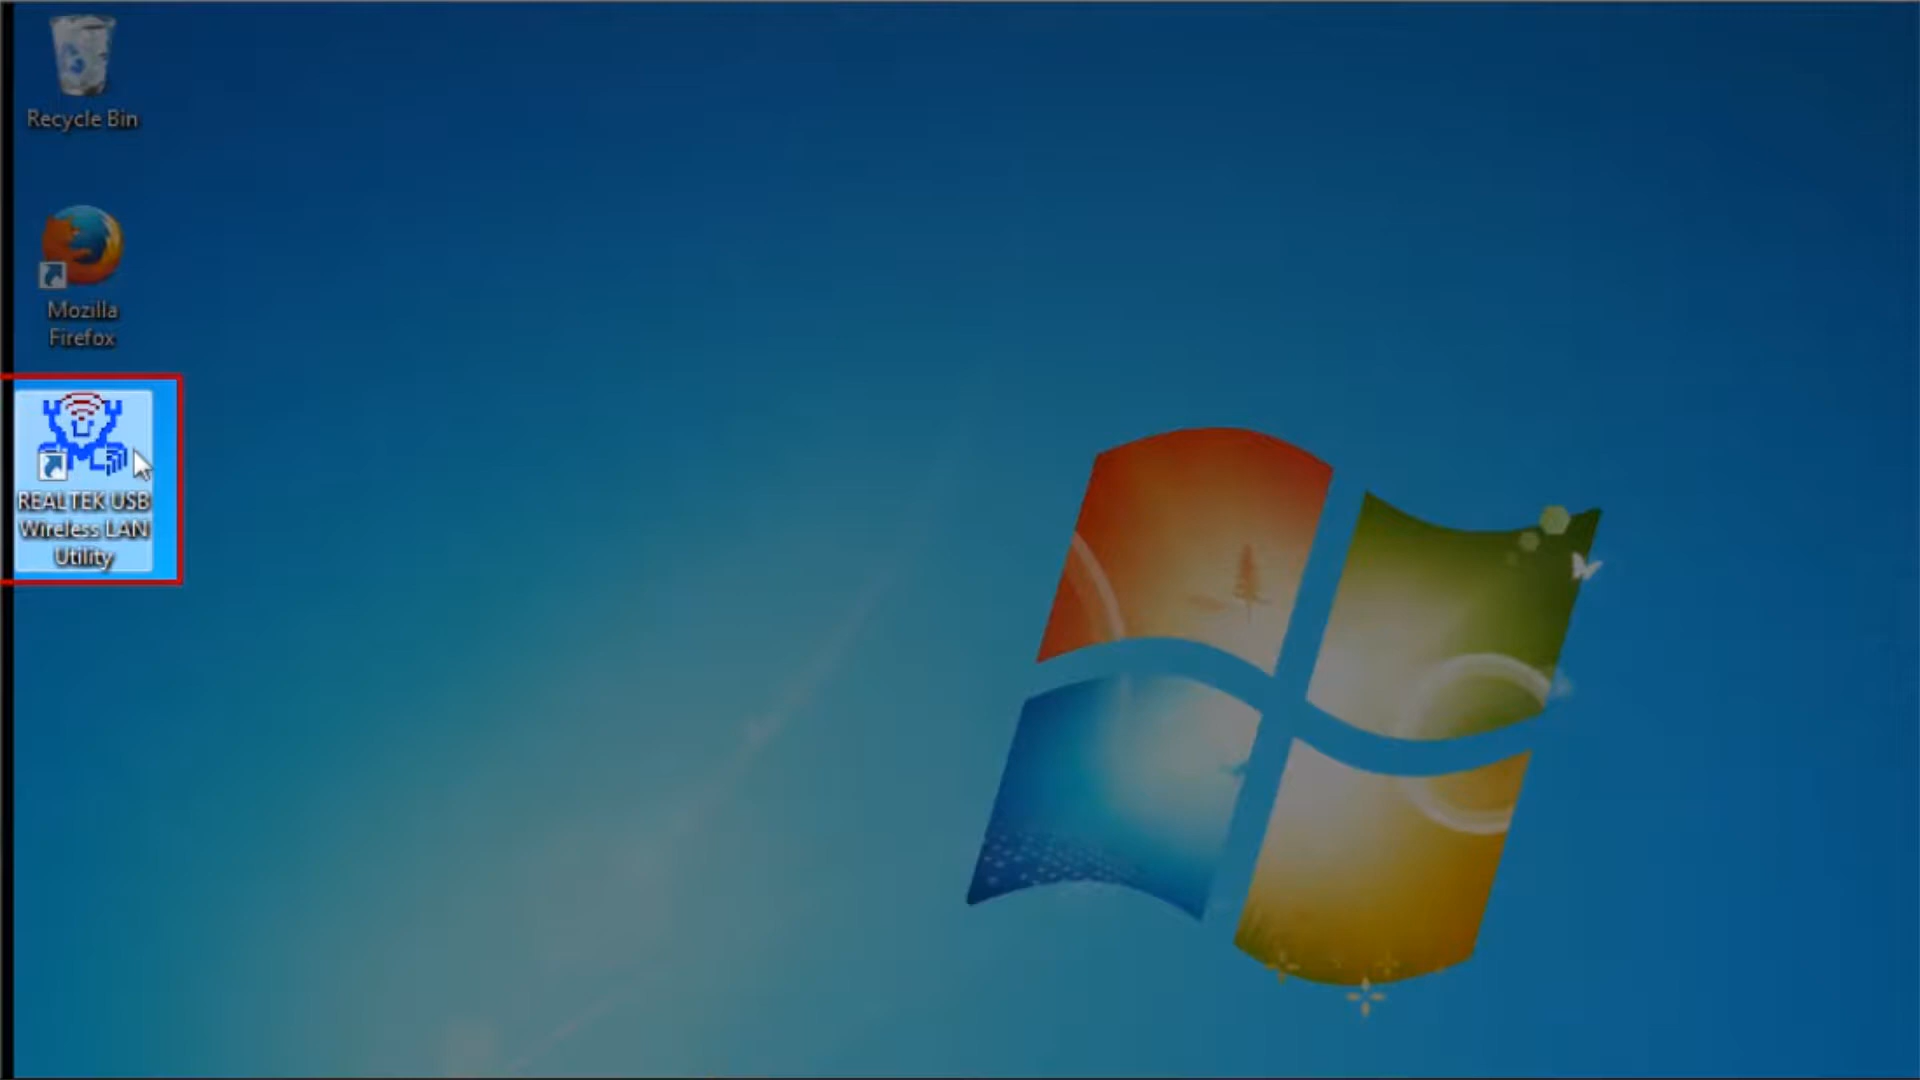 Recycle Bin
Mozilla
Firefox
REALTEK USB
Wireless LAN
Utility